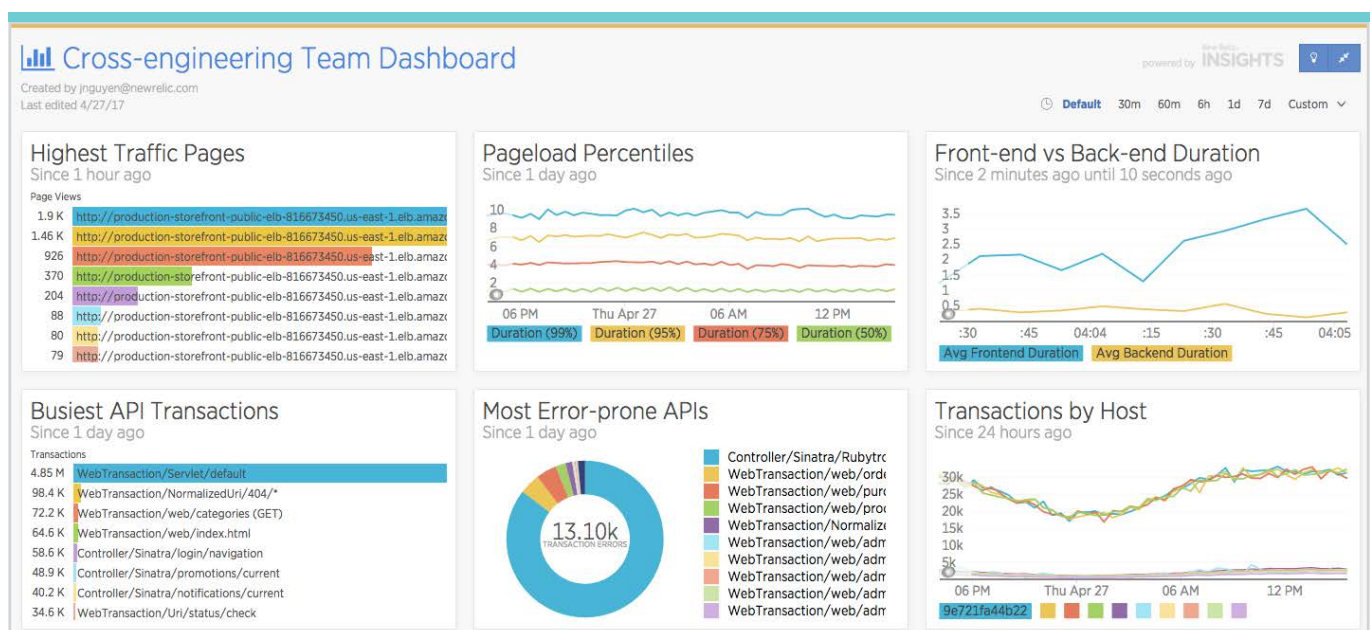 Cross-engineering Team Dashboard
Created by jnguyen@newrelic.com
Last edited 4/27/17
powered by INSIGHTS
Default 30m 60m 6h 1d 7d Custom
Highest Traffic Pages
Since 1 hour ago
Page Views
1.9 K http://production-storefront-public-elb-816673450.us-east-1.elb.amazo
1.46 K http://production-storefront-public-elb-816673450.us-east-1.elb.amazo
926 http://production-storefront-public-elb-816673450.us-east-1.elb.amazo
370 http://production-storefront-public-elb-816673450.us-east-1.elb.amazo
204 http://production-storefront-public-elb-816673450.us-east-1.elb.amazo
88 http://production-storefront-public-elb-816673450.us-east-1.elb.amazo
80 http://production-storefront-public-elb-816673450.us-east-1.elb.amazo
79 http://production-storefront-public-elb-816673450.us-east-1.elb.amazo
Pageload Percentiles
Since 1 day ago
10
8
6
4
2
06 PM Thu Apr 27 06 AM 12 PM
Duration (99%) Duration (95%) Duration (75%) Duration (50%)
Front-end vs Back-end Duration
Since 2 minutes ago until 10 seconds ago
3.5
3
2.5
2
1.5
1
0.5
:30 :45 04:04 :15 :30 :45 04:05
Avg Frontend Duration Avg Backend Duration
Busiest API Transactions
Since 1 day ago
Transactions
4.85 M WebTransaction/Servlet/default
98.4 K WebTransaction/NormalizedUri/404/*
72.2 K WebTransaction/web/categories (GET)
64.6 K WebTransaction/web/index.html
58.6 K Controller/Sinatra/login/navigation
48.9 K Controller/Sinatra/promotions/current
40.2 K Controller/Sinatra/notifications/current
34.6 K WebTransaction/Uri/status/check
Most Error-prone APIs
Since 1 day ago
13.10k
TRANSACTION ERRORS
Controller/Sinatra/Rubytrc
WebTransaction/web/orde
WebTransaction/web/purc
WebTransaction/web/proc
WebTransaction/Normalize
WebTransaction/web/adm
WebTransaction/web/adm
WebTransaction/web/adm
WebTransaction/web/adm
WebTransaction/web/adm
Transactions by Host
Since 24 hours ago
30k
25k
20k
15k
10k
5k
06 PM Thu Apr 27 06 AM 12 PM
9e721fa44b22